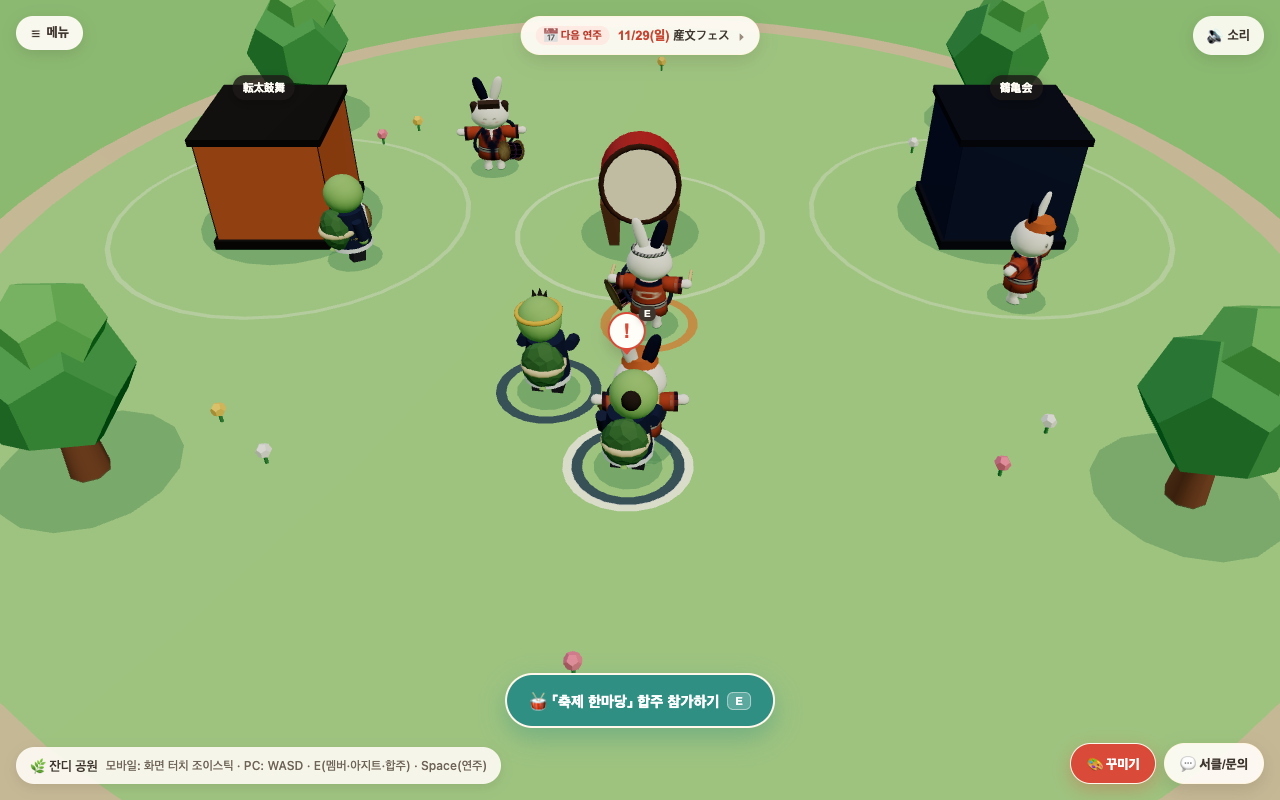 ≡ 메뉴
📅 다음 연주 11/29(일) 産文フェス ›
🔈 소리
転太鼓舞
鶴亀会
E
!
🥁 『축제 한마당』 합주 참가하기 E
🌿 잔디 공원 모바일: 화면 터치 조이스틱 · PC: WASD · E(멤버·아지트·합주) · Space(연주)
🎨 꾸미기
💬 서클/문의